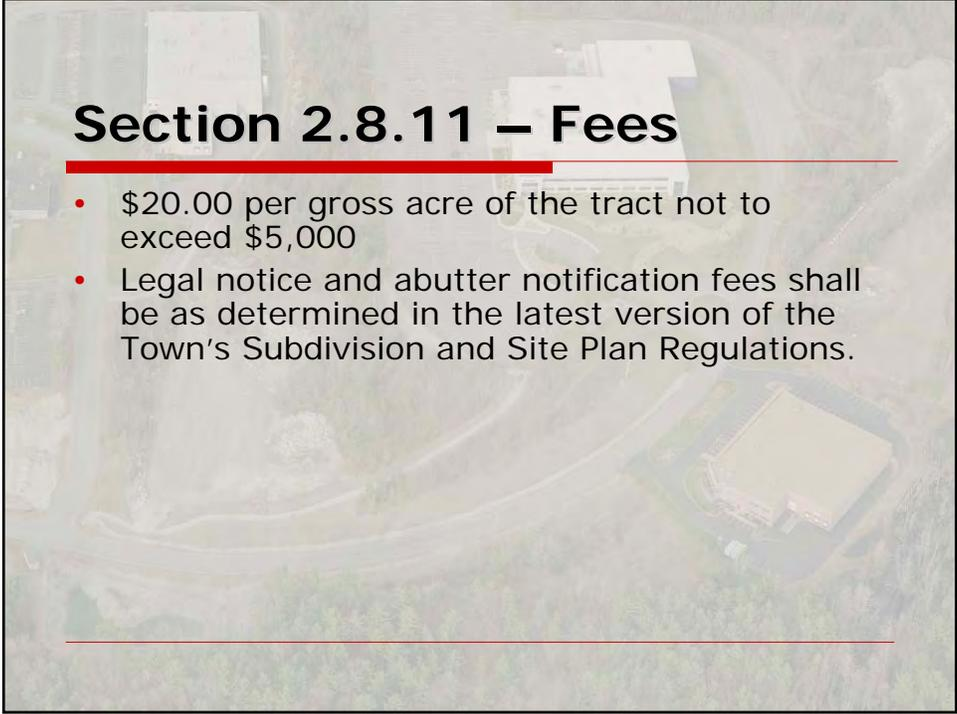 Section 2.8.11 – Fees
• $20.00 per gross acre of the tract not to
exceed $5,000
• Legal notice and abutter notification fees shall
be as determined in the latest version of the
Town’s Subdivision and Site Plan Regulations.